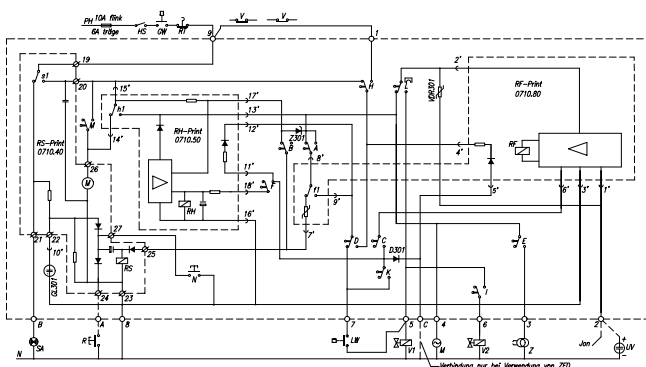 PH 10A flink
6A träge
HS
GW
RT
V
V
9
1
19
s1
20
H
L
2'
VDR301
RF-Print
0710.80
15'
h1
17'
13'
12'
M
14'
RS-Print
0710.40
RH-Print
0710.50
Z301
B
A
8'
4'
RF
26
M
11'
18'
F
f1
9'
5'
6'
3'
1'
RH
16'
7'
21
22
27
10'
25
D
C
D301
E
GL301
RS
N
K
I
24
23
B
A
8
7
5
C
4
6
3
2
SA
R
LW
V1
M
V2
Z
Jon
UV
N
Verbindung nur bei Verwendung von ZFD